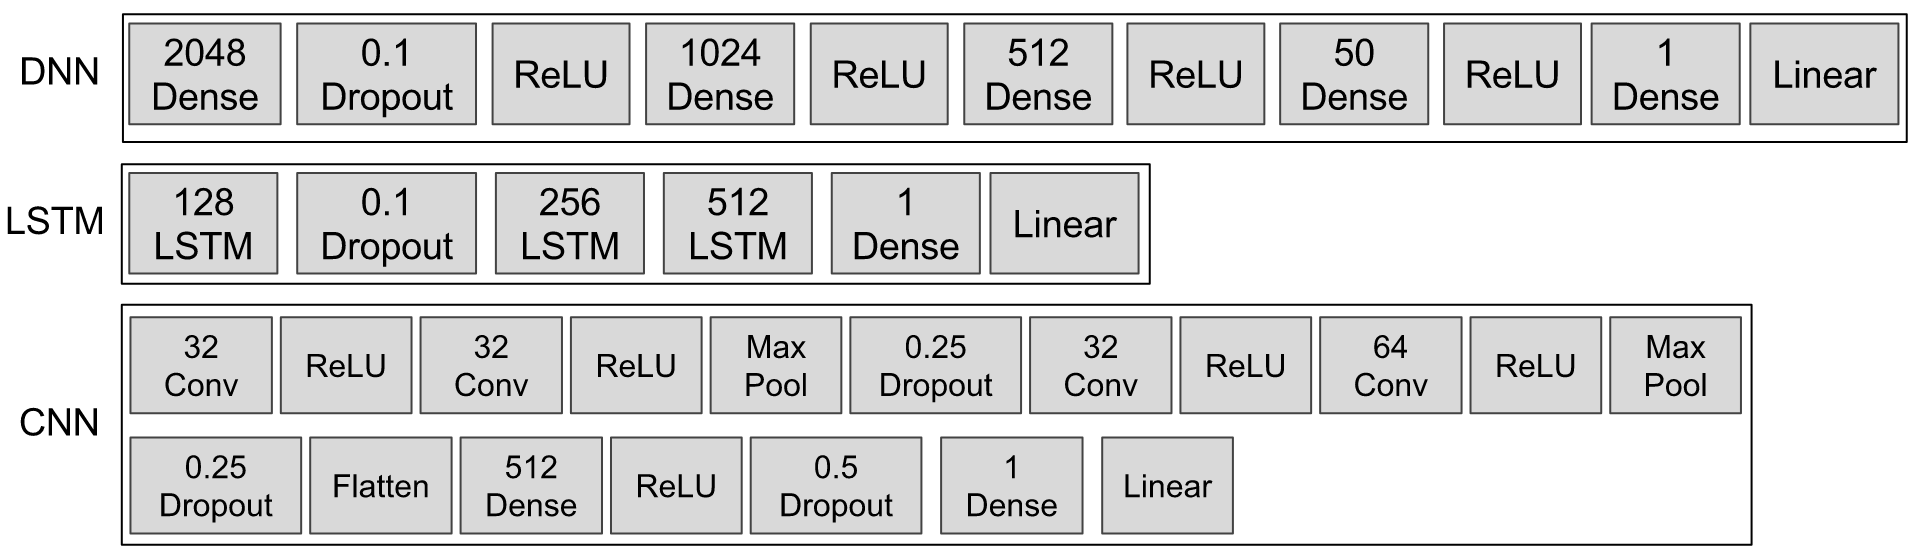 DNN
2048
Dense
0.1
Dropout
ReLU
1024
Dense
ReLU
512
Dense
ReLU
50
Dense
ReLU
1
Dense
Linear
LSTM
128
LSTM
0.1
Dropout
256
LSTM
512
LSTM
1
Dense
Linear
CNN
32
Conv
ReLU
32
Conv
ReLU
Max
Pool
0.25
Dropout
32
Conv
ReLU
64
Conv
ReLU
Max
Pool
0.25
Dropout
Flatten
512
Dense
ReLU
0.5
Dropout
1
Dense
Linear